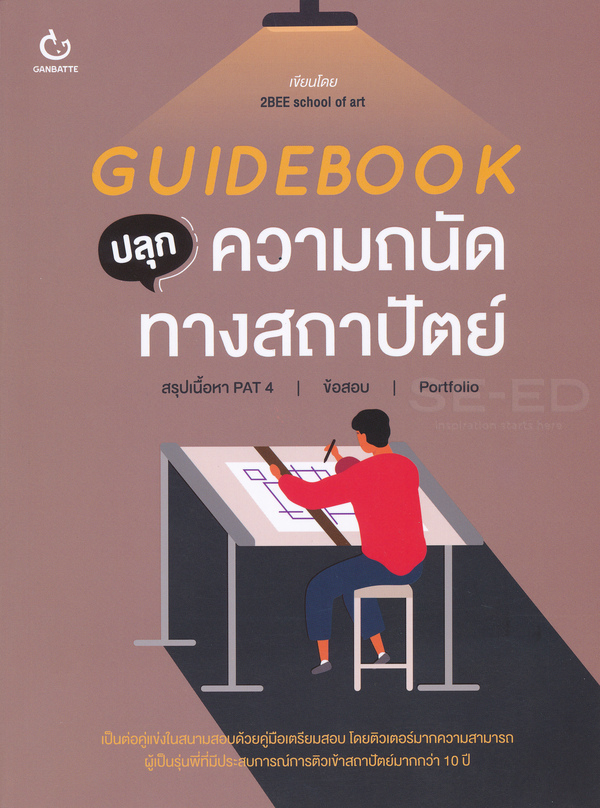 GANBATTE
เขียนโดย
2BEE school of art
GUIDEBOOK
ปลุก ความถนัด
ทางสถาปัตย์
สรุปเนื้อหา PAT 4 | ข้อสอบ | Portfolio
SE-ED
Inspiration starts here
เป็นต่อคู่แข่งในสนามสอบด้วยคู่มือเตรียมสอบ โดยติวเตอร์มากความสามารถ
ผู้เป็นรุ่นพี่ที่มีประสบการณ์การติวเข้าสถาปัตย์มากกว่า 10 ปี